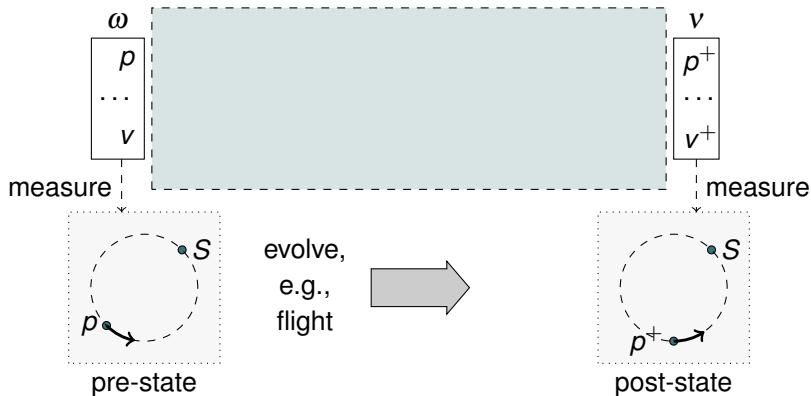 ω ν
p p⁺
... ...
v v⁺
measure measure
S S
evolve,
e.g.,
flight
p p⁺
pre-state post-state